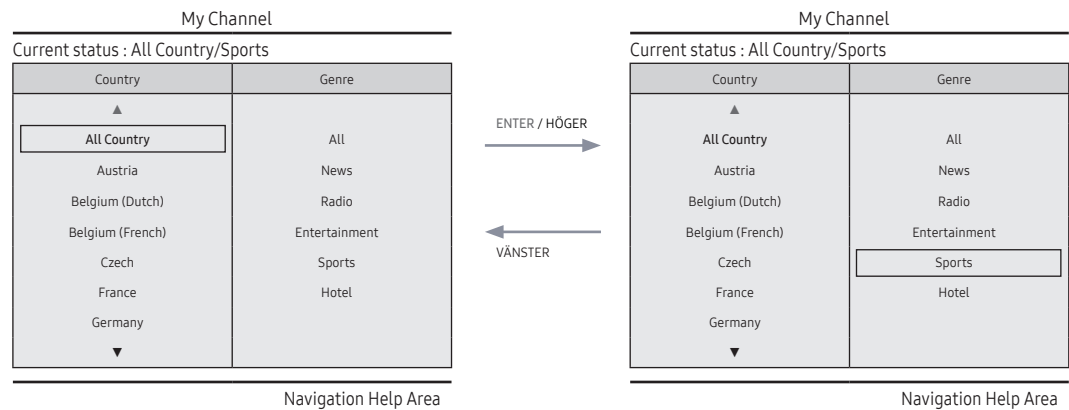 My Channel
Current status : All Country/Sports
Country Genre
▲
All Country All
Austria News
Belgium (Dutch) Radio
Belgium (French) Entertainment
Czech Sports
France Hotel
Germany
▼
Navigation Help Area
ENTER / HÖGER
VÄNSTER
My Channel
Current status : All Country/Sports
Country Genre
▲
All Country All
Austria News
Belgium (Dutch) Radio
Belgium (French) Entertainment
Czech Sports
France Hotel
Germany
▼
Navigation Help Area